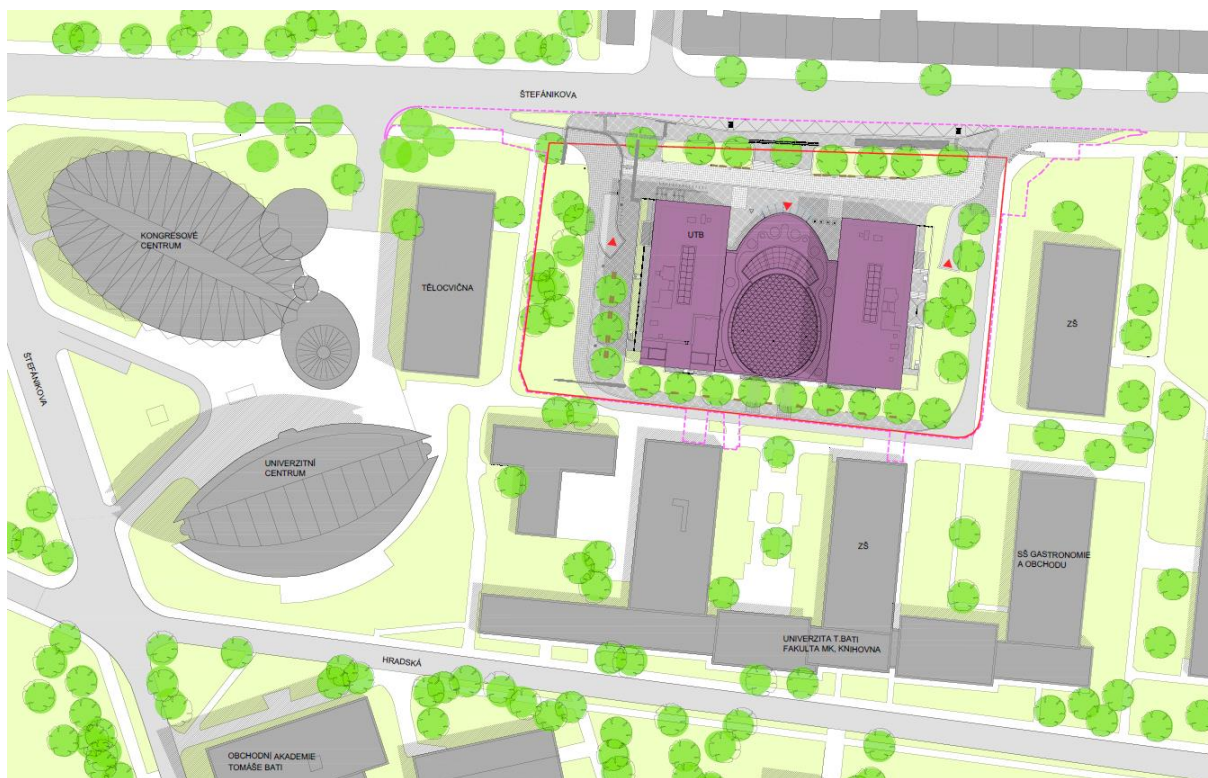 ŠTEFÁNIKOVA
KONGRESOVÉ
CENTRUM
UTB
TĚLOCVIČNA
ZŠ
ŠTEFÁNIKOVA
UNIVERZITNÍ
CENTRUM
ZŠ
SŠ GASTRONOMIE
A OBCHODU
UNIVERZITA T.BATI
FAKULTA MK, KNIHOVNA
HRADSKÁ
OBCHODNÍ AKADEMIE
TOMÁŠE BATI